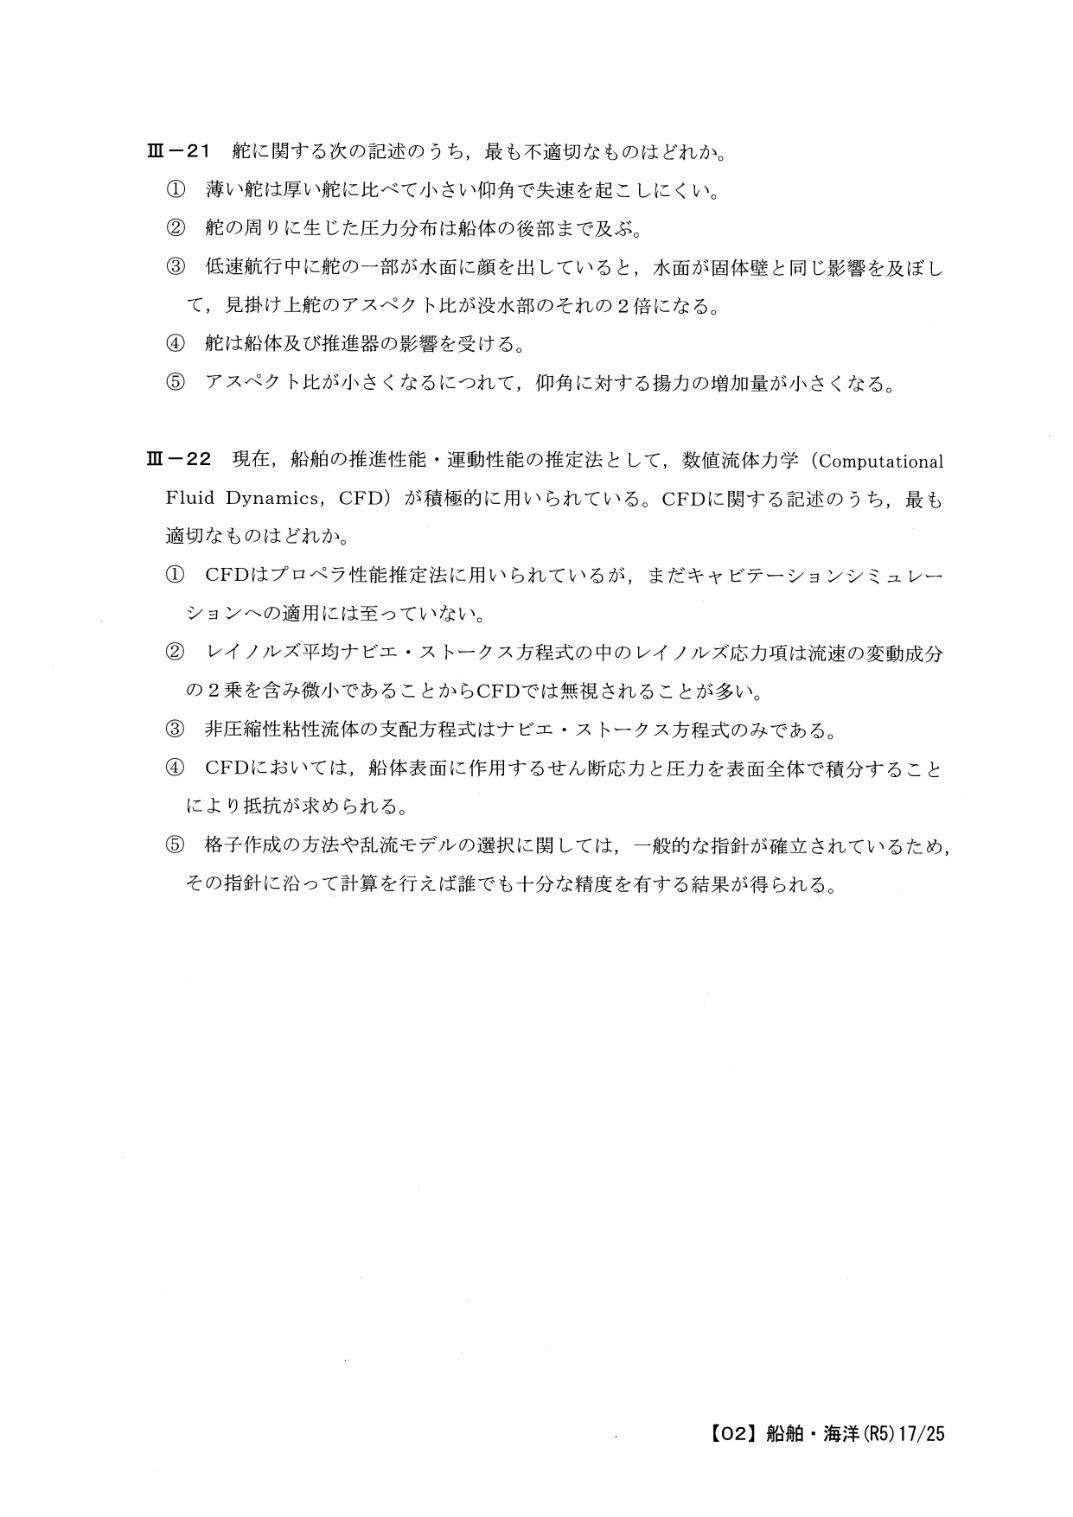 Ⅲ－21　舵に関する次の記述のうち，最も不適切なものはどれか。
①　薄い舵は厚い舵に比べて小さい仰角で失速を起こしにくい。
②　舵の周りに生じた圧力分布は船体の後部まで及ぶ。
③　低速航行中に舵の一部が水面に顔を出していると，水面が固体壁と同じ影響を及ぼし
て，見掛け上舵のアスペクト比が没水部のそれの２倍になる。
④　舵は船体及び推進器の影響を受ける。
⑤　アスペクト比が小さくなるにつれて，仰角に対する揚力の増加量が小さくなる。
Ⅲ－22　現在，船舶の推進性能・運動性能の推定法として，数値流体力学（Computational
Fluid Dynamics，CFD）が積極的に用いられている。CFDに関する記述のうち，最も
適切なものはどれか。
①　CFDはプロペラ性能推定法に用いられているが，まだキャビテーションシミュレー
ションへの適用には至っていない。
②　レイノルズ平均ナビエ・ストークス方程式の中のレイノルズ応力項は流速の変動成分
の２乗を含み微小であることからCFDでは無視されることが多い。
③　非圧縮性粘性流体の支配方程式はナビエ・ストークス方程式のみである。
④　CFDにおいては，船体表面に作用するせん断応力と圧力を表面全体で積分すること
により抵抗が求められる。
⑤　格子作成の方法や乱流モデルの選択に関しては，一般的な指針が確立されているため，
その指針に沿って計算を行えば誰でも十分な精度を有する結果が得られる。
【02】船舶・海洋(R5)17/25